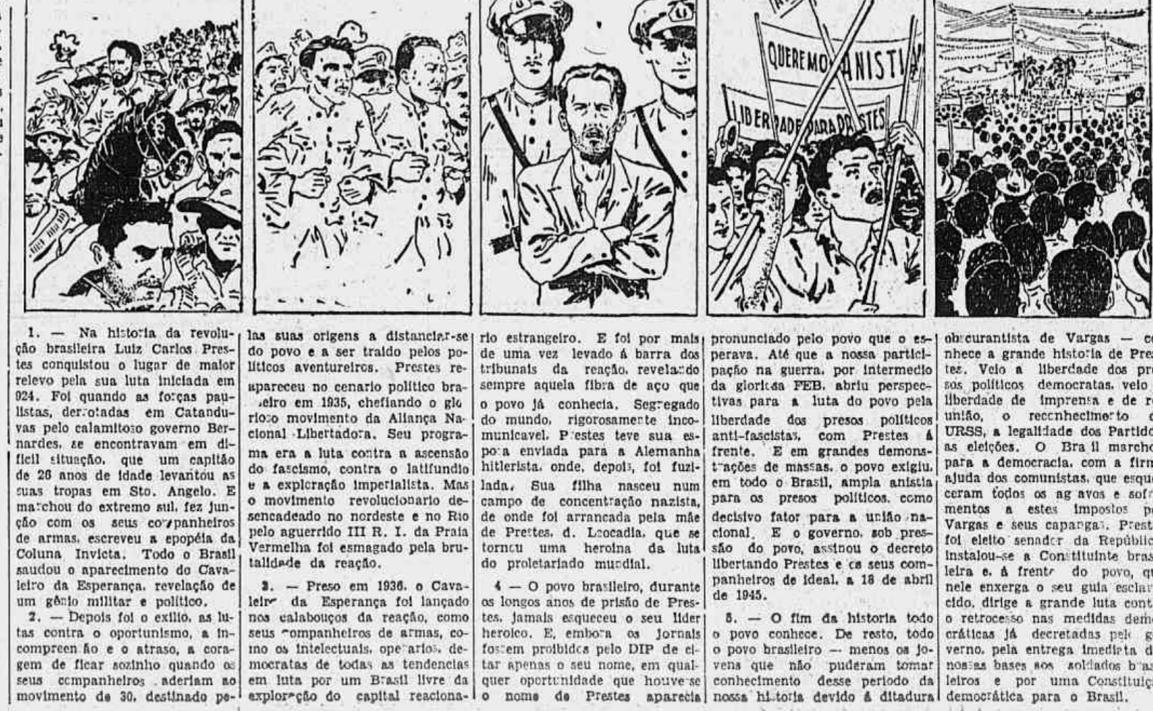 QUEREMOS ANISTIA
LIBERDADE PARA PRESTES
1. — Na historia da revolu-
ção brasileira Luiz Carlos Pres-
tes conquistou o lugar de maior
relevo pela sua luta iniciada em
924. Foi quando as forças pau-
listas, derrotadas em Catandu-
vas pelo calamitoso governo Ber-
nardes, se encontravam em di-
ficil situação, que um capitão
de 26 anos de idade levantou as
suas tropas em Sto. Angelo. E
marchou do extremo sul, fez jun-
ção com os seus companheiros
de armas, escreveu a epopéia da
Coluna Invicta. Todo o Brasil
saudou o aparecimento do Cava-
leiro da Esperança, revelação de
um gênio militar e politico.
2. — Depois foi o exilio, as lu-
tas contra o oportunismo, a in-
compreensão e o atraso, a cora-
gem de ficar sozinho quando os
seus companheiros aderiam ao
movimento de 30, destinado pe-
las suas origens a distanciar-se
do povo e a ser traido pelos po-
liticos aventureiros. Prestes re-
apareceu no cenario politico bra-
sileiro em 1935, chefiando o glo
rioso movimento da Aliança Na-
cional Libertadora. Seu progra-
ma era a luta contra a ascensão
do fascismo, contra o latifundio
e a exploração imperialista. Mas
o movimento revolucionario de-
sencadeado no nordeste e no Rio
pelo aguerrido III R. I. da Praia
Vermelha foi esmagado pela bru-
talidade da reação.
3. — Preso em 1936, o Cava-
leiro da Esperança foi lançado
nos calabouços da reação, como
seus companheiros de armas, co-
mo os intelectuais, operarios, de-
mocratas de todas as tendencias
em luta por um Brasil livre da
exploração do capital reaciona-
rio estrangeiro. E foi por mais
de uma vez levado á barra dos
tribunais da reação, revelando
sempre aquela fibra de aço que
o povo já conhecia. Segregado
do mundo, rigorosamente inco-
municavel, Prestes teve sua es-
posa enviada para a Alemanha
hitlerista, onde, depois, foi fuzi-
lada. Sua filha nasceu num
campo de concentração nazista,
de onde foi arrancada pela mãe
de Prestes, d. Leocadia, que se
tornou uma heroina da luta
do proletariado mundial.
4 — O povo brasileiro, durante
os longos anos de prisão de Pres-
tes, jamais esqueceu o seu lider
heroico. E, embora os jornais
fossem proibidos pelo DIP de ci-
tar apenas o seu nome, em qual-
quer oportunidade que houvesse
o nome de Prestes aparecia
pronunciado pelo povo que o es-
perava. Até que a nossa partici-
pação na guerra, por intermedio
da gloriosa FEB, abriu perspec-
tivas para a luta do povo pela
liberdade dos presos politicos
anti-fascistas, com Prestes á
frente. E em grandes demons-
trações de massas, o povo exigiu,
em todo o Brasil, ampla anistia
para os presos politicos, como
decisivo fator para a união na-
cional. E o governo, sob pres-
são do povo, assinou o decreto
libertando Prestes e os seus com-
panheiros de ideal, a 18 de abril
de 1945.
5. — O fim da historia todo
o povo conhece. De resto, todo
o povo brasileiro — menos os jo-
vens que não puderam tomar
conhecimento desse periodo da
nossa historia devido á ditadura
obscurantista de Vargas — co
nhece a grande historia de Pres
tes. Veio a liberdade dos pre
sos politicos democratas, veio
liberdade de imprensa e de re
união, o reconhecimento
URSS, a legalidade dos Partido
as eleições. O Brasil marcho
para a democracia, com a firm
ajuda dos comunistas, que esque
ceram todos os agravos e sofri
mentos a estes impostos po
Vargas e seus capangas. Preste
foi eleito senador da Repúblic
instalou-se a Constituinte bras
leira e, á frente do povo, qu
nele enxerga o seu guia esclar
cido, dirige a grande luta cont
o retrocesso nas medidas demo
cráticas já decretadas pelo g
verno, pela entrega imediata d
nossas bases aos soldados bras
leiros e por uma Constituiç
democrática para o Brasil.